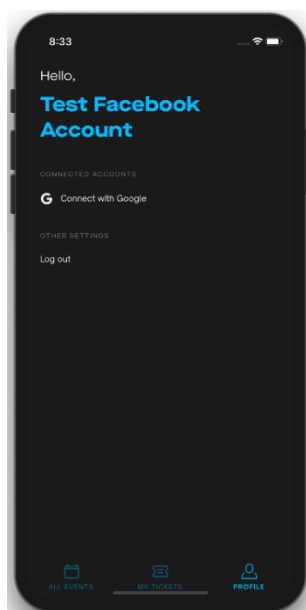 8:33
Hello,
Test Facebook
Account
CONNECTED ACCOUNTS
G Connect with Google
OTHER SETTINGS
Log out
ALL EVENTS MY TICKETS PROFILE